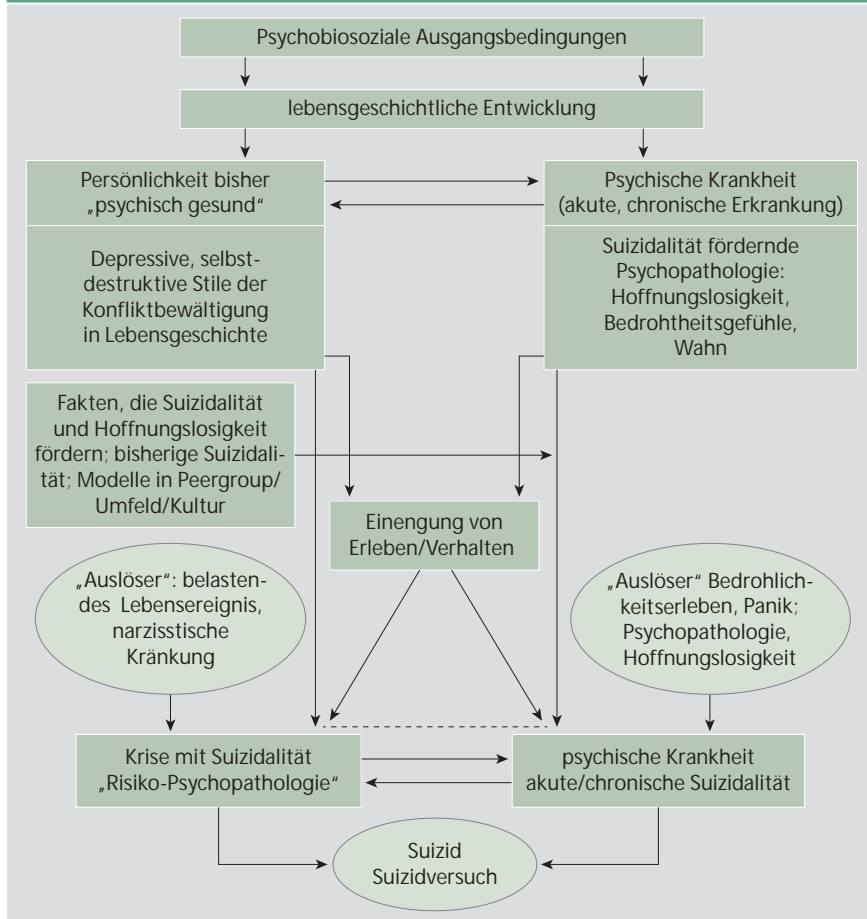 Psychobiosoziale Ausgangsbedingungen
lebensgeschichtliche Entwicklung
Persönlichkeit bisher
„psychisch gesund“
Psychische Krankheit
(akute, chronische Erkrankung)
Depressive, selbst-
destruktive Stile der
Konfliktbewältigung
in Lebensgeschichte
Suizidalität fördernde
Psychopathologie:
Hoffnungslosigkeit,
Bedrohtheitsgefühle,
Wahn
Fakten, die Suizidalität
und Hoffnungslosigkeit
fördern; bisherige Suizidali-
tät; Modelle in Peergroup/
Umfeld/Kultur
Einengung von
Erleben/Verhalten
„Auslöser“: belasten-
des Lebensereignis,
narzisstische
Kränkung
„Auslöser“ Bedrohlich-
keitserleben, Panik;
Psychopathologie,
Hoffnungslosigkeit
Krise mit Suizidalität
„Risiko-Psychopathologie“
psychische Krankheit
akute/chronische Suizidalität
Suizid
Suizidversuch